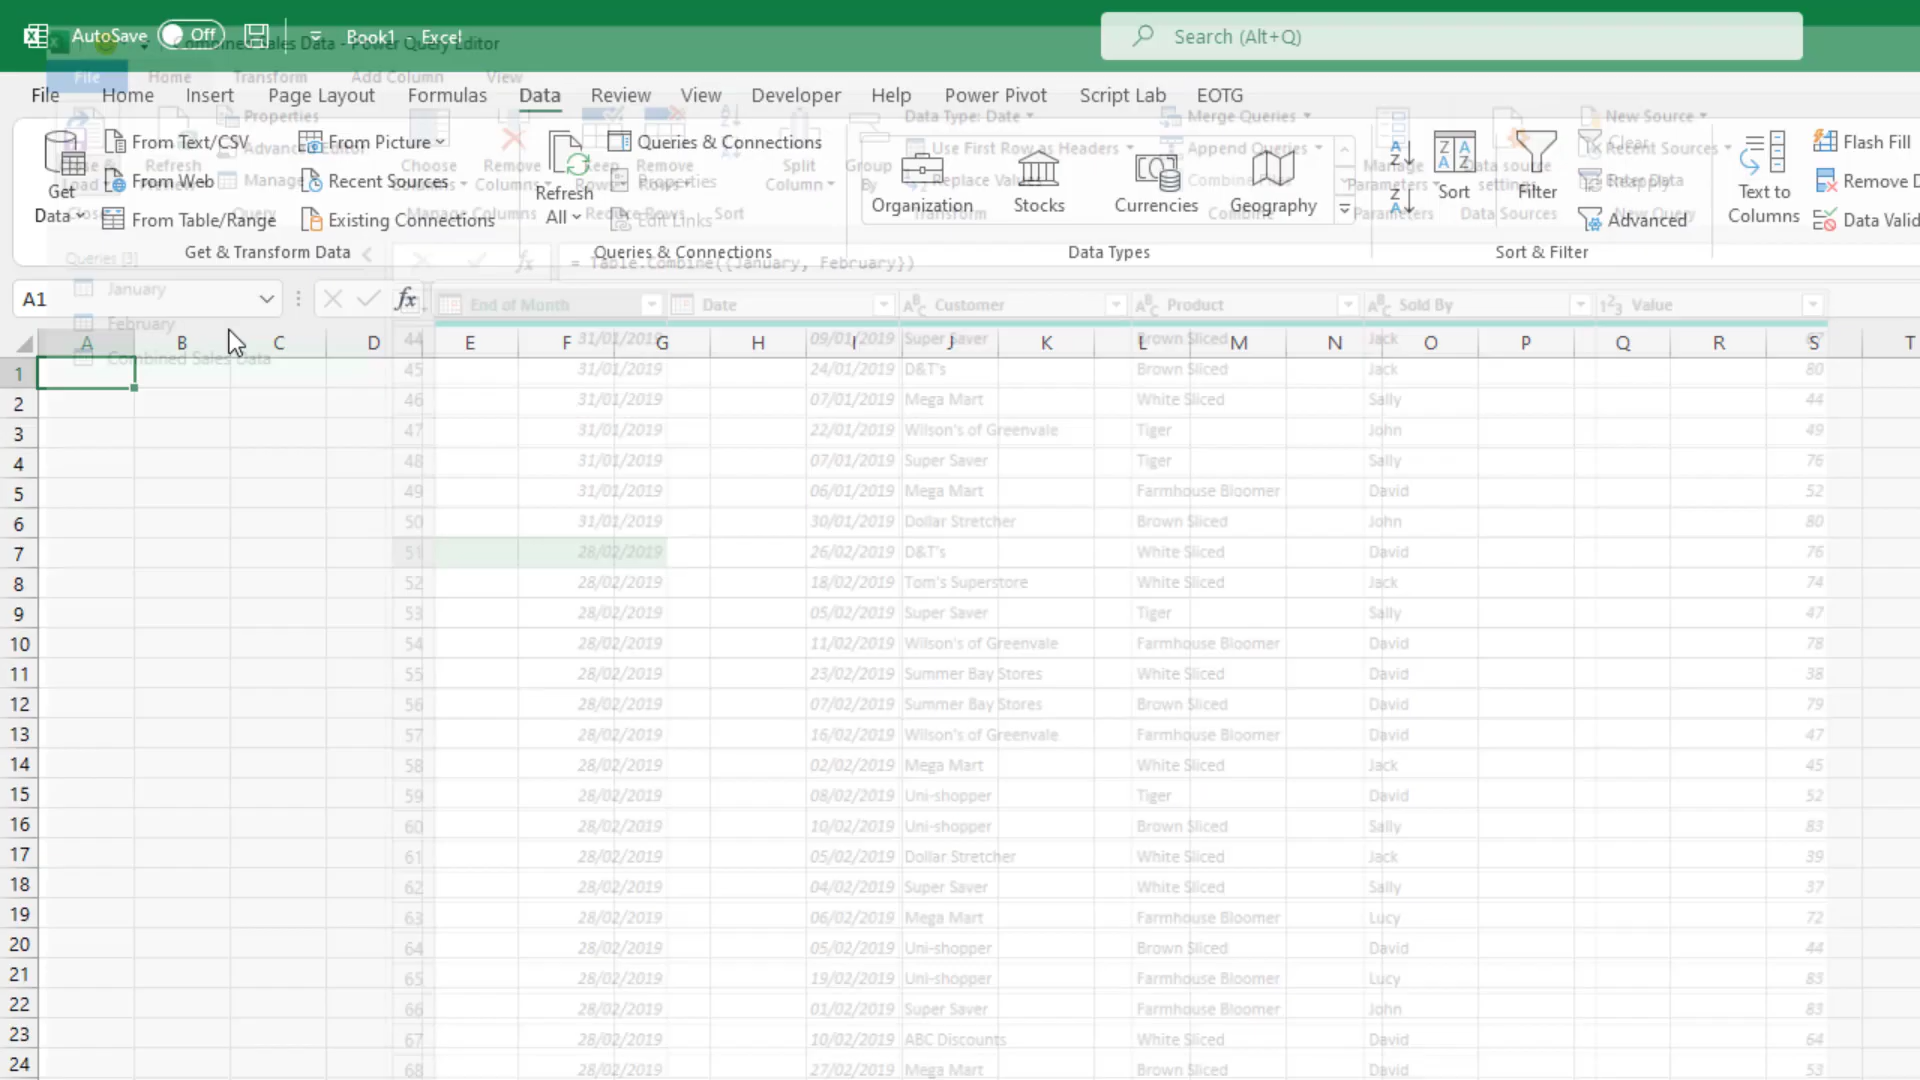 AutoSave Off Book1 - Excel Search (Alt+Q)
Combined Sales Data - Power Query Editor
File Home Transform Add Column View
File Home Insert Page Layout Formulas Data Review View Developer Help Power Pivot Script Lab EOTG
Properties Data Type: Date Merge Queries New Source
From Text/CSV From Picture Queries & Connections Flash Fill
Refresh Choose Remove Remove Split Group Use First Row as Headers Append Queries Manage Data source Clear Recent Sources
Get From Web Recent Sources Refresh Properties Organization Stocks Currencies Geography Sort Filter Reapply Enter Data Text to Remove D
Data From Table/Range Existing Connections All Edit Links Advanced Columns Data Valid
Manage Columns Reduce Rows Sort Transform Combine Parameters Data Sources New Query
Get & Transform Data Queries & Connections Data Types Sort & Filter
Queries [3] = Table.Combine({January, February})
January
A1 fx End of Month Date Customer Product Sold By Value
February
A B C D E F G H I J K L M N O P Q R S T
Combined Sales Data
44 31/01/2019 09/01/2019 Super Saver Brown Sliced Jack
1 45 31/01/2019 24/01/2019 D&T's Brown Sliced Jack 80
2 46 31/01/2019 07/01/2019 Mega Mart White Sliced Sally 44
3 47 31/01/2019 22/01/2019 Wilson's of Greenvale Tiger John 49
4 48 31/01/2019 07/01/2019 Super Saver Tiger Sally 76
5 49 31/01/2019 06/01/2019 Mega Mart Farmhouse Bloomer David 52
6 50 31/01/2019 30/01/2019 Dollar Stretcher Brown Sliced John 80
7 51 28/02/2019 26/02/2019 D&T's White Sliced David 76
8 52 28/02/2019 18/02/2019 Tom's Superstore White Sliced Jack 74
9 53 28/02/2019 05/02/2019 Super Saver Tiger Sally 47
10 54 28/02/2019 11/02/2019 Wilson's of Greenvale Farmhouse Bloomer David 78
11 55 28/02/2019 23/02/2019 Summer Bay Stores White Sliced David 38
12 56 28/02/2019 07/02/2019 Summer Bay Stores Brown Sliced David 79
13 57 28/02/2019 16/02/2019 Wilson's of Greenvale Farmhouse Bloomer David 47
14 58 28/02/2019 02/02/2019 Mega Mart White Sliced Jack 45
15 59 28/02/2019 08/02/2019 Uni-shopper Tiger David 52
16 60 28/02/2019 10/02/2019 Uni-shopper Brown Sliced Sally 83
17 61 28/02/2019 05/02/2019 Dollar Stretcher White Sliced Jack 39
18 62 28/02/2019 04/02/2019 Super Saver White Sliced Sally 37
19 63 28/02/2019 06/02/2019 Mega Mart Farmhouse Bloomer Lucy 72
20 64 28/02/2019 05/02/2019 Uni-shopper Brown Sliced David 44
21 65 28/02/2019 19/02/2019 Uni-shopper Farmhouse Bloomer Lucy 83
22 66 28/02/2019 01/02/2019 Super Saver Farmhouse Bloomer John 83
23 67 28/02/2019 10/02/2019 ABC Discounts White Sliced David 64
24 68 28/02/2019 27/02/2019 Mega Mart Brown Sliced David 53